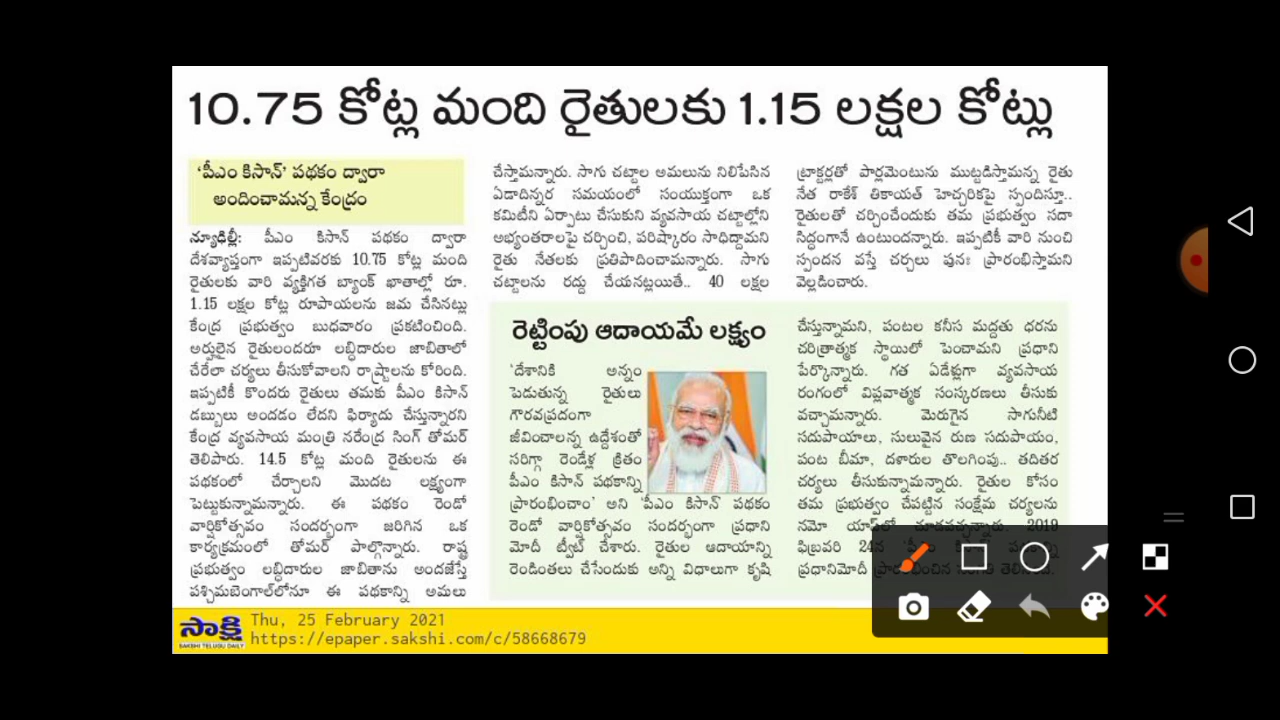 10.75 కోట్ల మంది రైతులకు 1.15 లక్షల కోట్లు
‘పీఎం కిసాన్’ పథకం ద్వారా
అందించామన్న కేంద్రం
న్యూఢిల్లీ: పీఎం కిసాన్ పథకం ద్వారా
దేశవ్యాప్తంగా ఇప్పటివరకు 10.75 కోట్ల మంది
రైతులకు వారి వ్యక్తిగత బ్యాంక్ ఖాతాల్లో రూ.
1.15 లక్షల కోట్ల రూపాయలను జమ చేసినట్లు
కేంద్ర ప్రభుత్వం బుధవారం ప్రకటించింది.
అర్హులైన రైతులందరూ లబ్ధిదారుల జాబితాలో
చేరేలా చర్యలు తీసుకోవాలని రాష్ట్రాలను కోరింది.
ఇప్పటికీ కొందరు రైతులు తమకు పీఎం కిసాన్
డబ్బులు అందడం లేదని ఫిర్యాదు చేస్తున్నారని
కేంద్ర వ్యవసాయ మంత్రి నరేంద్ర సింగ్ తోమర్
తెలిపారు. 14.5 కోట్ల మంది రైతులను ఈ
పథకంలో చేర్చాలని మొదట లక్ష్యంగా
పెట్టుకున్నామన్నారు. ఈ పథకం రెండో
వార్షికోత్సవం సందర్భంగా జరిగిన ఒక
కార్యక్రమంలో తోమర్ పాల్గొన్నారు. రాష్ట్ర
ప్రభుత్వం లబ్ధిదారుల జాబితాను అందజేస్తే
పశ్చిమబెంగాల్‌లోనూ ఈ పథకాన్ని అమలు
చేస్తామన్నారు. సాగు చట్టాల అమలును నిలిపేసిన
ఏడాదిన్నర సమయంలో సంయుక్తంగా ఒక
కమిటీని ఏర్పాటు చేసుకుని వ్యవసాయ చట్టాల్లోని
అభ్యంతరాలపై చర్చించి, పరిష్కారం సాధిద్దామని
రైతు నేతలకు ప్రతిపాదించామన్నారు. సాగు
చట్టాలను రద్దు చేయనట్లయితే.. 40 లక్షల
ట్రాక్టర్లతో పార్లమెంటును ముట్టడిస్తామన్న రైతు
నేత రాకేశ్ తికాయత్ హెచ్చరికపై స్పందిస్తూ..
రైతులతో చర్చించేందుకు తమ ప్రభుత్వం సదా
సిద్ధంగానే ఉంటుందన్నారు. ఇప్పటికీ వారి నుంచి
స్పందన వస్తే చర్చలు పునః ప్రారంభిస్తామని
వెల్లడించారు.
రెట్టింపు ఆదాయమే లక్ష్యం
‘దేశానికి అన్నం
పెడుతున్న రైతులు
గౌరవప్రదంగా
జీవించాలన్న ఉద్దేశంతో
సరిగ్గా రెండేళ్ల క్రితం
పీఎం కిసాన్ పథకాన్ని
ప్రారంభించాం’ అని ‘పీఎం కిసాన్’ పథకం
రెండో వార్షికోత్సవం సందర్భంగా ప్రధాని
మోదీ ట్వీట్ చేశారు. రైతుల ఆదాయాన్ని
రెండింతలు చేసేందుకు అన్ని విధాలుగా కృషి
చేస్తున్నామని, పంటల కనీస మద్దతు ధరను
చరిత్రాత్మక స్థాయిలో పెంచామని ప్రధాని
పేర్కొన్నారు. గత ఏడేళ్లుగా వ్యవసాయ
రంగంలో విప్లవాత్మక సంస్కరణలు తీసుకు
వచ్చామన్నారు. మెరుగైన సాగునీటి
సదుపాయాలు, సులువైన రుణ సదుపాయం,
పంట బీమా, దళారుల తొలగింపు.. తదితర
చర్యలు తీసుకున్నామన్నారు. రైతుల కోసం
తమ ప్రభుత్వం చేపట్టిన సంక్షేమ చర్యలను
నమో యాప్‌లో చూడవచ్చన్నారు. 2019
ఫిబ్రవరి 24న ‘పీఎం కిసాన్’ పథకాన్ని
ప్రధానిమోదీ ప్రారంభించిన సంగతి తెలిసిందే.
సాక్షి
SAKSHI TELUGU DAILY
Thu, 25 February 2021
https://epaper.sakshi.com/c/58668679